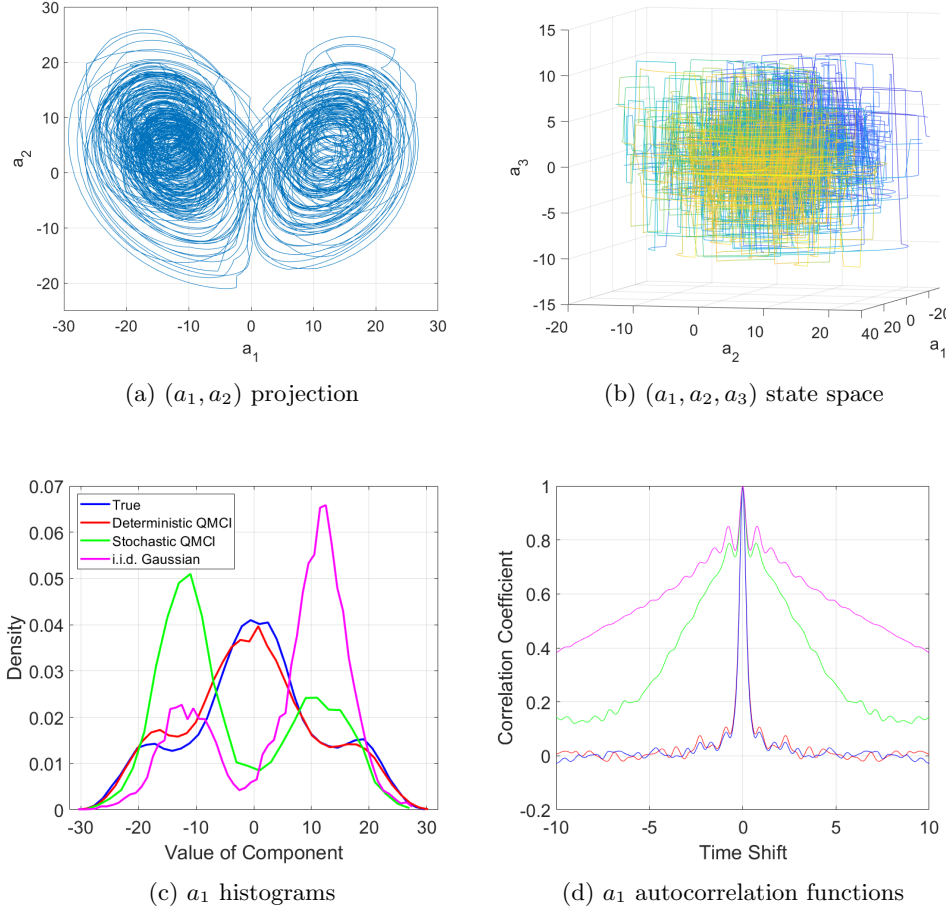 30
20
10
0
-10
-20
a2
-30 -20 -10 0 10 20 30
a1
(a) (a1, a2) projection
15
10
5
0
-5
-10
-15
a3
-20 0 20 40
a2
20 0 -20
a1
(b) (a1, a2, a3) state space
0.07
0.06
0.05
0.04
0.03
0.02
0.01
0
Density
True
Deterministic QMCI
Stochastic QMCI
i.i.d. Gaussian
-30 -20 -10 0 10 20 30
Value of Component
(c) a1 histograms
1
0.8
0.6
0.4
0.2
0
-0.2
Correlation Coefficient
-10 -5 0 5 10
Time Shift
(d) a1 autocorrelation functions